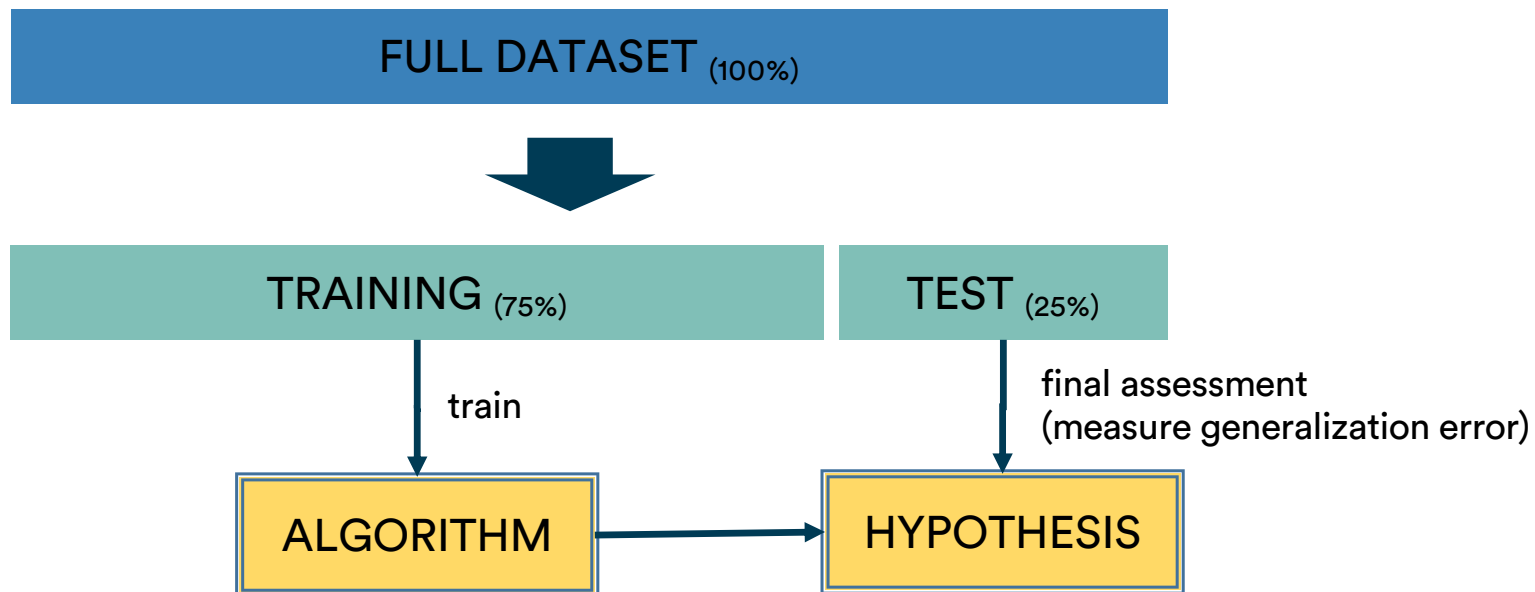 FULL DATASET (100%)
TRAINING (75%)
TEST (25%)
train
final assessment
(measure generalization error)
ALGORITHM
HYPOTHESIS